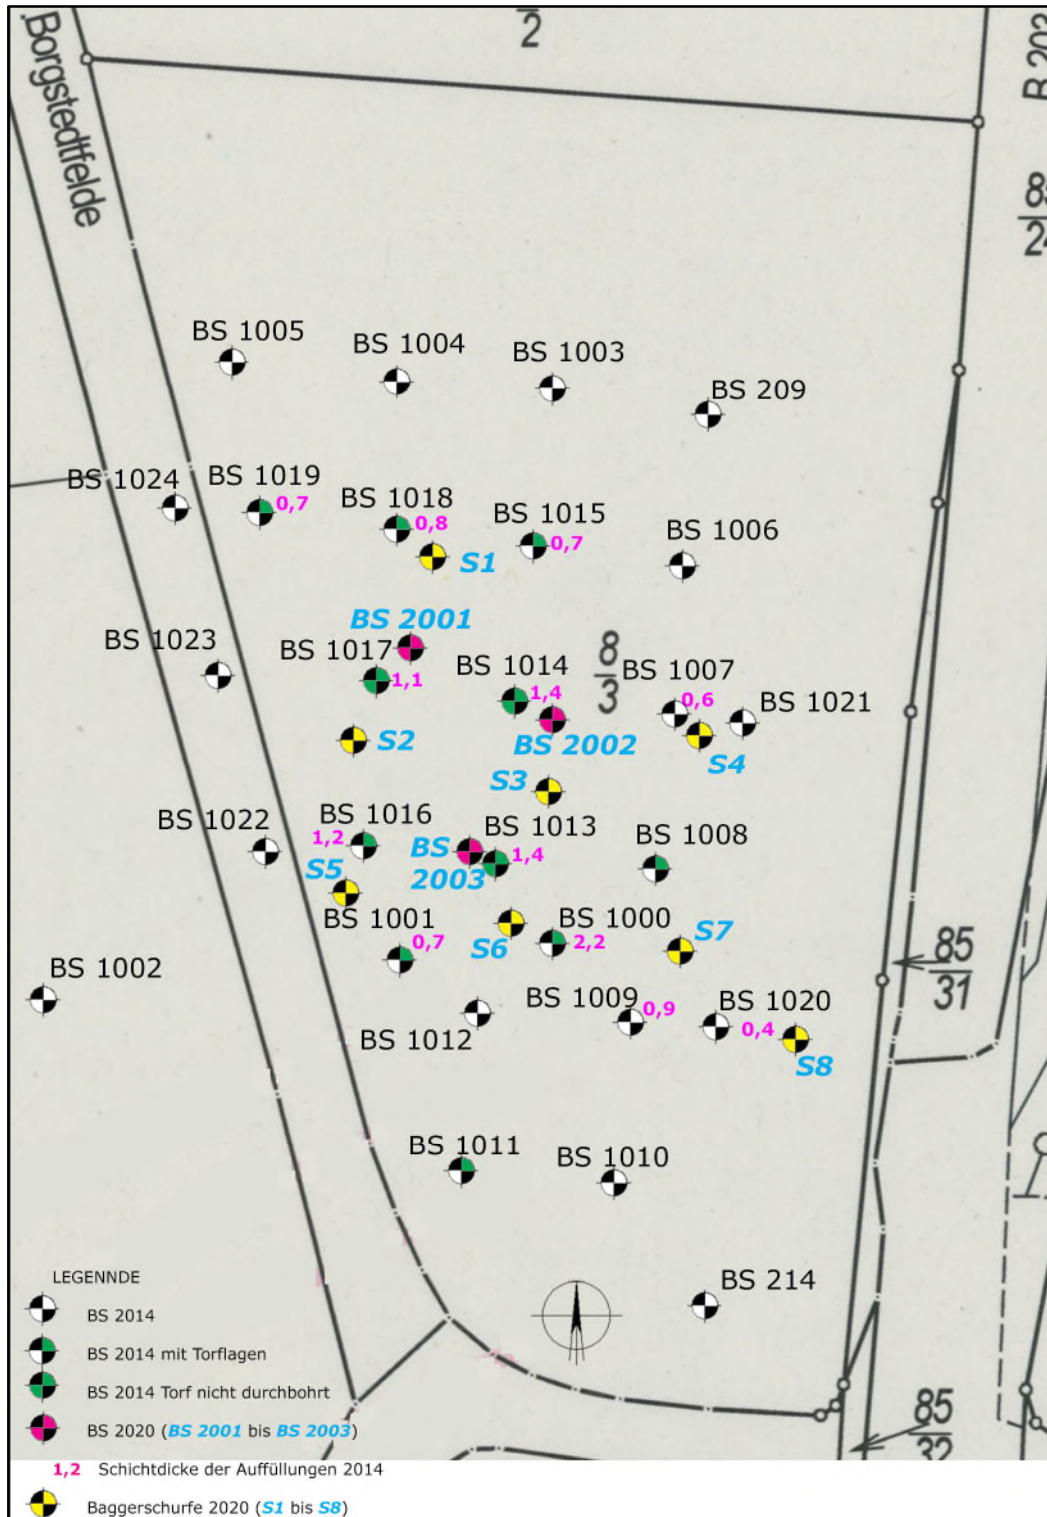 2
Borgstedtfelde
B 203
BS 1005
BS 1004
BS 1003
BS 209
BS 1024
BS 1019
0,7
BS 1018
0,8
S1
BS 1015
0,7
BS 1006
BS 2001
BS 1023
BS 1017
1,1
BS 1014
1,4
BS 2002
8
3
BS 1007
0,6
BS 1021
S2
S3
S4
BS 1022
1,2
BS 1016
BS
2003
BS 1013
1,4
BS 1008
S5
BS 1001
0,7
S6
BS 1000
2,2
S7
BS 1002
BS 1012
BS 1009
0,9
BS 1020
0,4
S8
85
31
BS 1011
BS 1010
BS 214
85
32
LEGENNDE
BS 2014
BS 2014 mit Torflagen
BS 2014 Torf nicht durchbohrt
BS 2020 (BS 2001 bis BS 2003)
1,2 Schichtdicke der Auffüllungen 2014
Baggerschurfe 2020 (S1 bis S8)